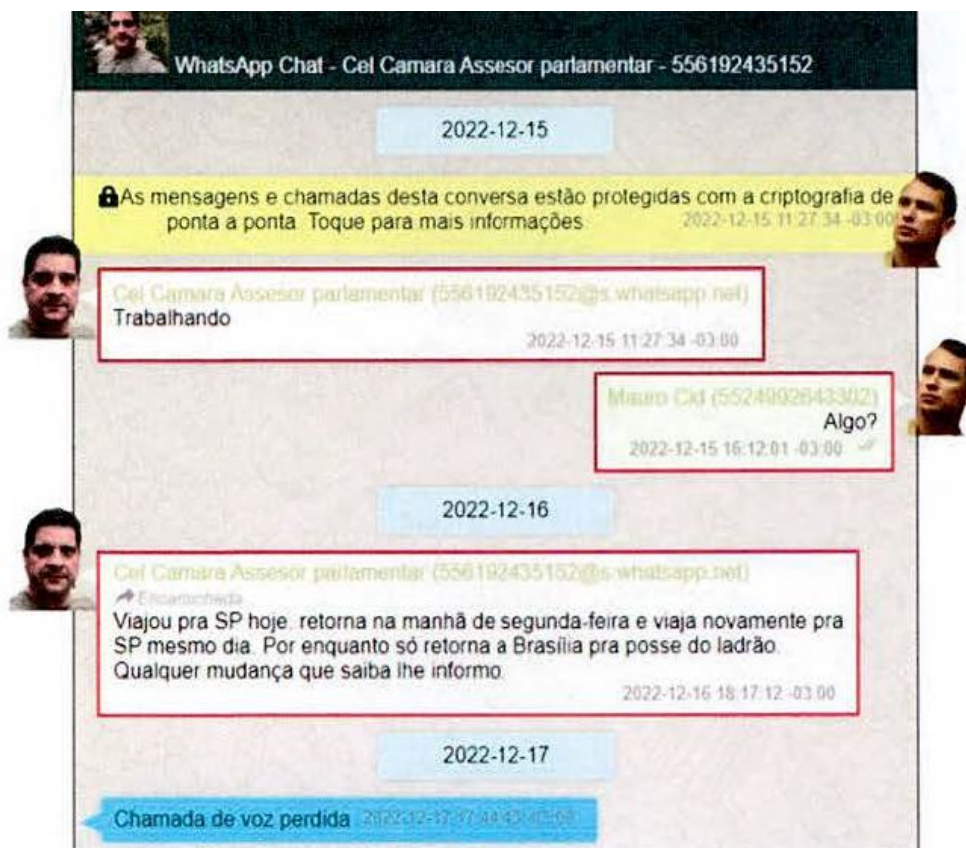 WhatsApp Chat - Cel Camara Assesor parlamentar - 556192435152
2022-12-15
As mensagens e chamadas desta conversa estão protegidas com a criptografia de
ponta a ponta Toque para mais informações
2022-12-15 11:27:34 -03:00
Cel Camara Assesor parlamentar (556192435152@s.whatsapp.net)
Trabalhando
2022-12-15 11:27:34 -03:00
Mauro Cid (5524992643302)
Algo?
2022-12-15 16:12:01 -03:00
2022-12-16
Cel Camara Assesor parlamentar (556192435152@s.whatsapp.net)
Encaminhada
Viajou pra SP hoje. retorna na manhã de segunda-feira e viaja novamente pra
SP mesmo dia. Por enquanto só retorna a Brasília pra posse do ladrão.
Qualquer mudança que saiba lhe informo.
2022-12-16 18:17:12 -03:00
2022-12-17
Chamada de voz perdida